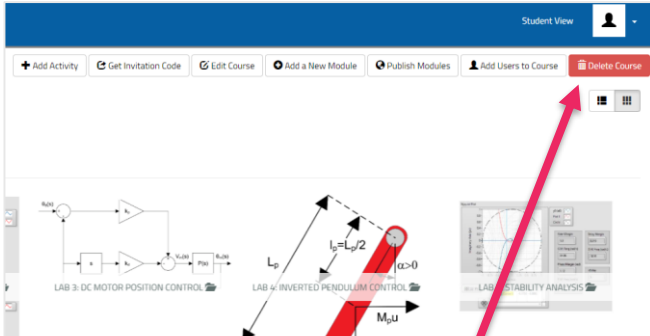 Student View
Add Activity Get Invitation Code Edit Course Add a New Module Publish Modules Add Users to Course Delete Course
Lp
lp=Lp/2
α>0
P(s)
LAB 3: DC MOTOR POSITION CONTROL
LAB 4: INVERTED PENDULUM CONTROL
STABILITY ANALYSIS
Mpu